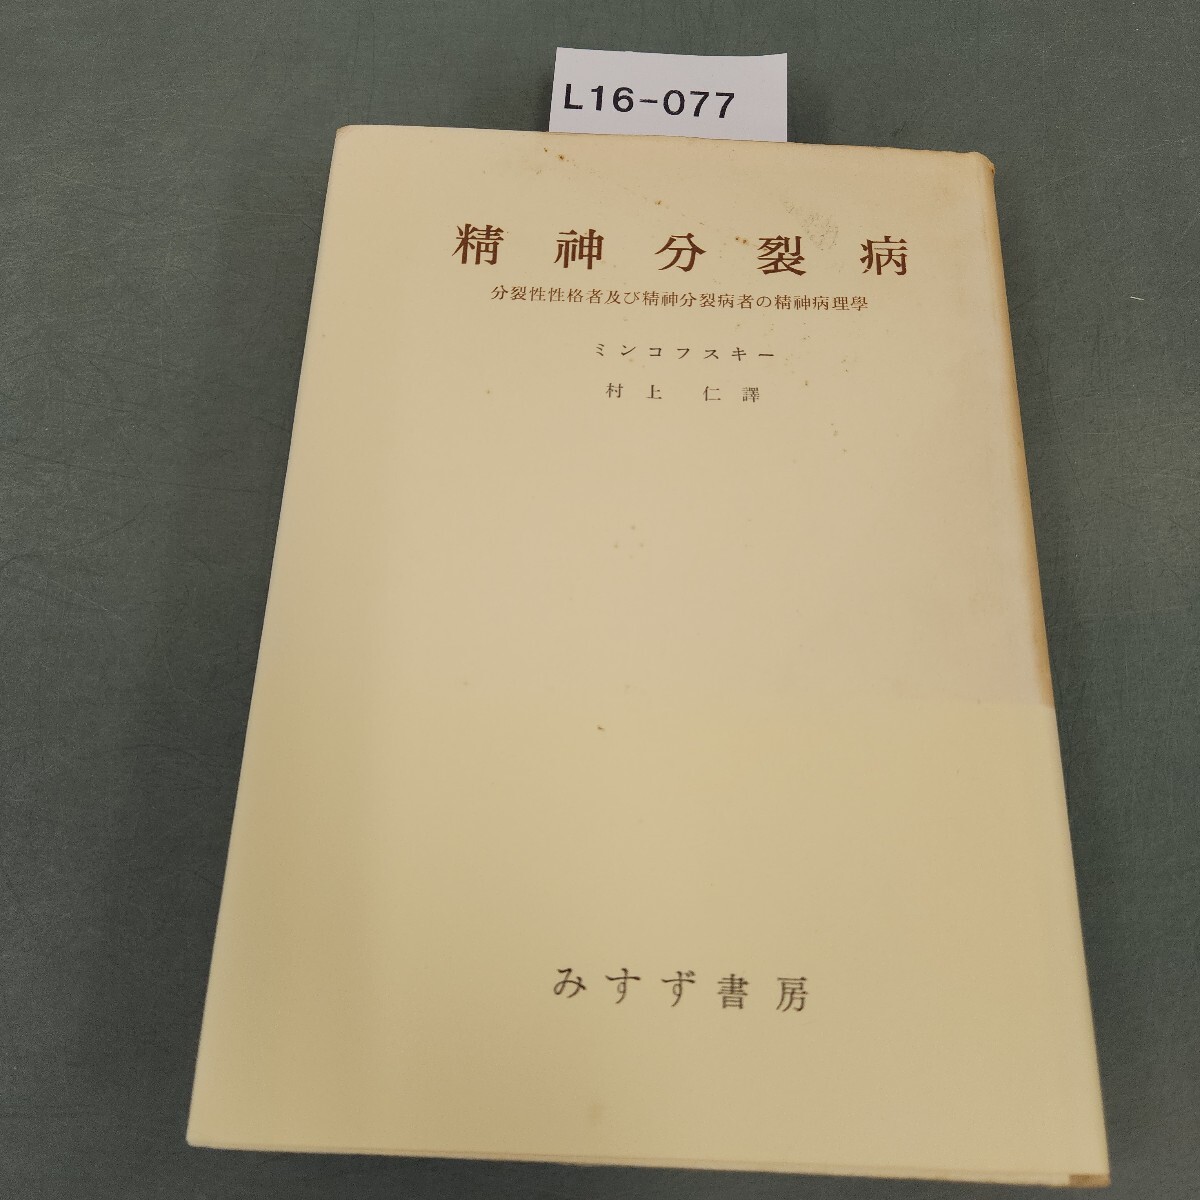 L16-077
精神分裂病
分裂性性格者及び精神分裂病者の精神病理學
ミンコフスキー
村上 仁 譯
みすず書房